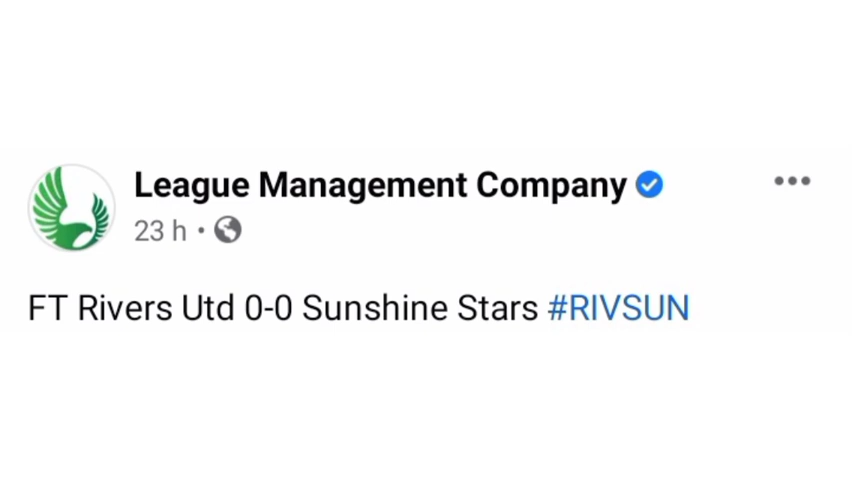 League Management Company
23 h •
FT Rivers Utd 0-0 Sunshine Stars #RIVSUN